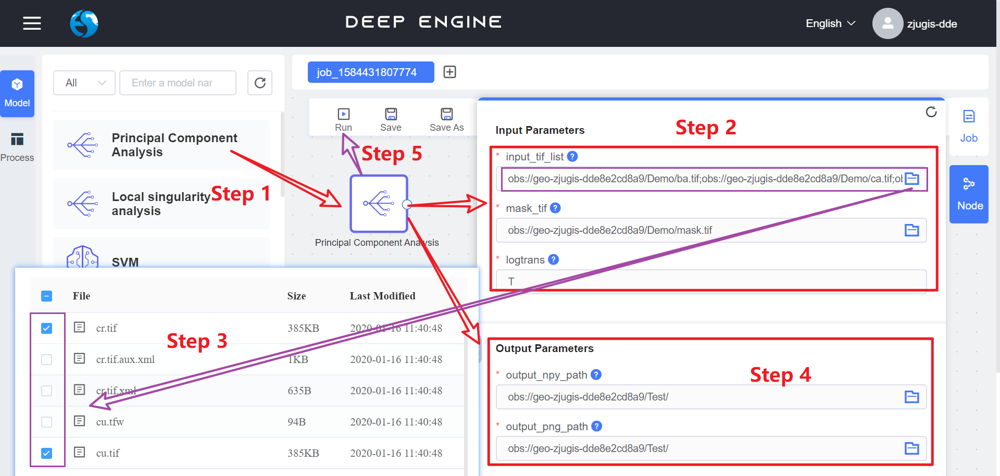 DEEP ENGINE
English
zjugis-dde
Model
Process
All
Enter a model nar
Principal Component
Analysis
Local singularity
analysis
SVM
Step 1
job_1584431807774
Run
Save
Save As
Step 5
Principal Component Analysis
Input Parameters
Step 2
* input_tif_list ?
obs://geo-zjugis-dde8e2cd8a9/Demo/ba.tif;obs://geo-zjugis-dde8e2cd8a9/Demo/ca.tif;ob
* mask_tif ?
obs://geo-zjugis-dde8e2cd8a9/Demo/mask.tif
* logtrans ?
T
Job
Node
File Size Last Modified
cr.tif 385KB 2020-01-16 11:40:48
Step 3
cr.tif.aux.xml 1KB 2020-01-16 11:40:48
cr.tif.xml 635B 2020-01-16 11:40:48
cu.tfw 94B 2020-01-16 11:40:48
cu.tif 385KB 2020-01-16 11:40:48
Output Parameters
Step 4
* output_npy_path ?
obs://geo-zjugis-dde8e2cd8a9/Test/
* output_png_path ?
obs://geo-zjugis-dde8e2cd8a9/Test/